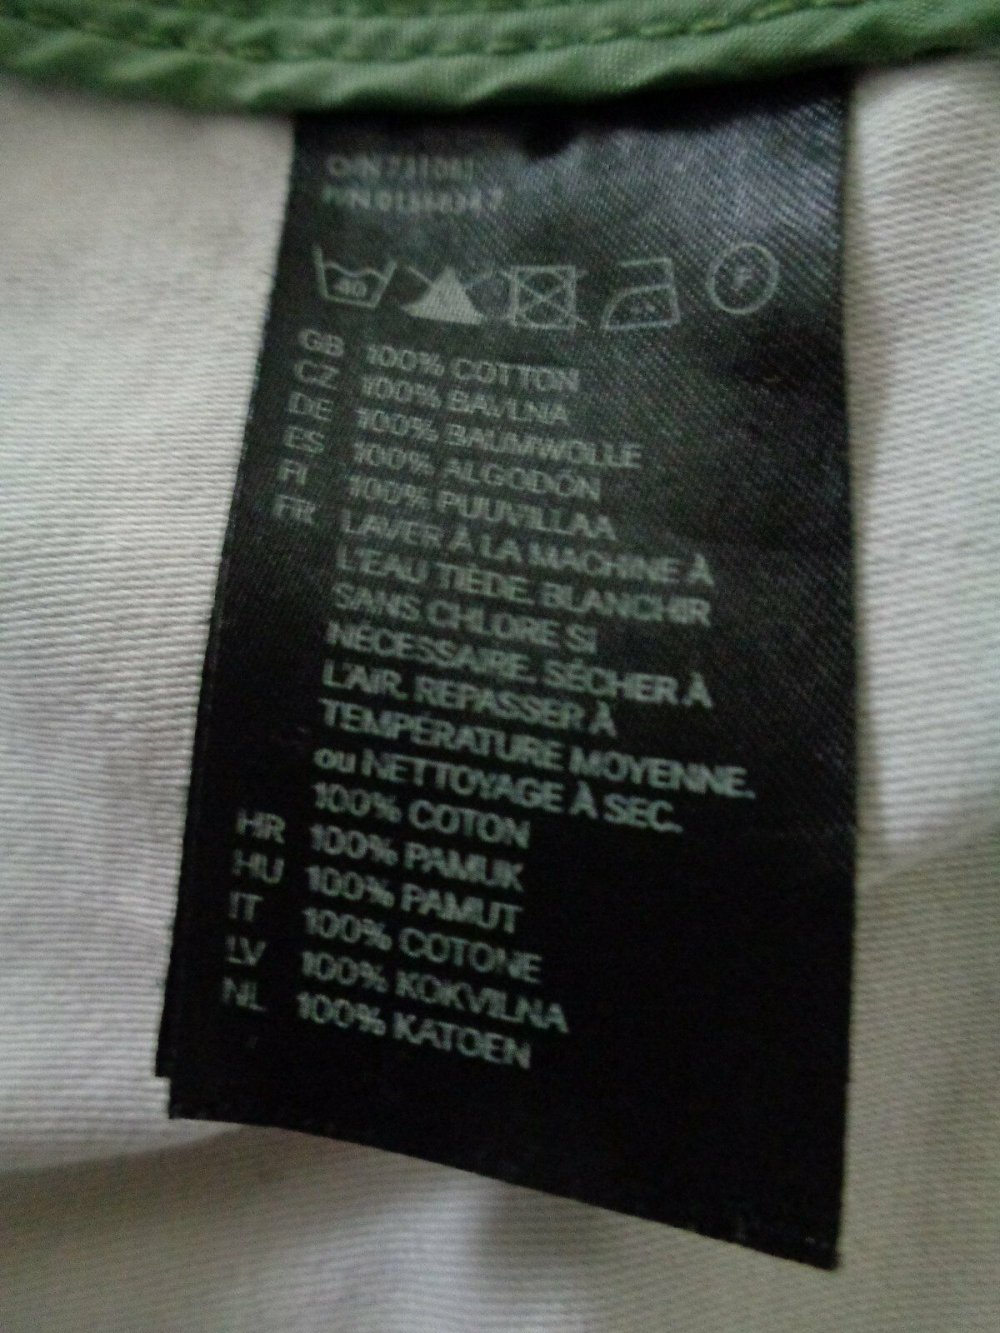 40
GB 100% COTTON
CZ 100% BAVLNA
DE 100% BAUMWOLLE
ES 100% ALGODÓN
FI 100% PUUVILLAA
FR LAVER À LA MACHINE À
L'EAU TIÈDE. BLANCHIR
SANS CHLORE SI
NÉCESSAIRE. SÉCHER À
L'AIR. REPASSER À
TEMPÉRATURE MOYENNE.
ou NETTOYAGE À SEC.
100% COTON
HR 100% PAMUK
HU 100% PAMUT
IT 100% COTONE
LV 100% KOKVILNA
NL 100% KATOEN